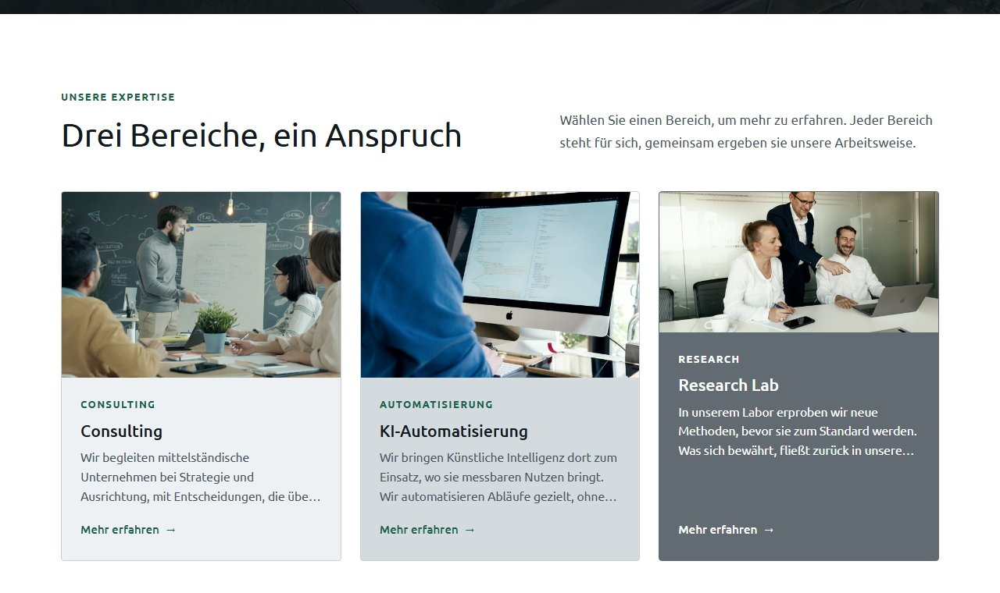 UNSERE EXPERTISE
Drei Bereiche, ein Anspruch
Wählen Sie einen Bereich, um mehr zu erfahren. Jeder Bereich
steht für sich, gemeinsam ergeben sie unsere Arbeitsweise.
PLAN
GOAL
STRATEGY
CONSULTING
Consulting
Wir begleiten mittelständische
Unternehmen bei Strategie und
Ausrichtung, mit Entscheidungen, die übe…
Mehr erfahren →
AUTOMATISIERUNG
KI-Automatisierung
Wir bringen Künstliche Intelligenz dort zum
Einsatz, wo sie messbaren Nutzen bringt.
Wir automatisieren Abläufe gezielt, ohne…
Mehr erfahren →
RESEARCH
Research Lab
In unserem Labor erproben wir neue
Methoden, bevor sie zum Standard werden.
Was sich bewährt, fließt zurück in unsere…
Mehr erfahren →